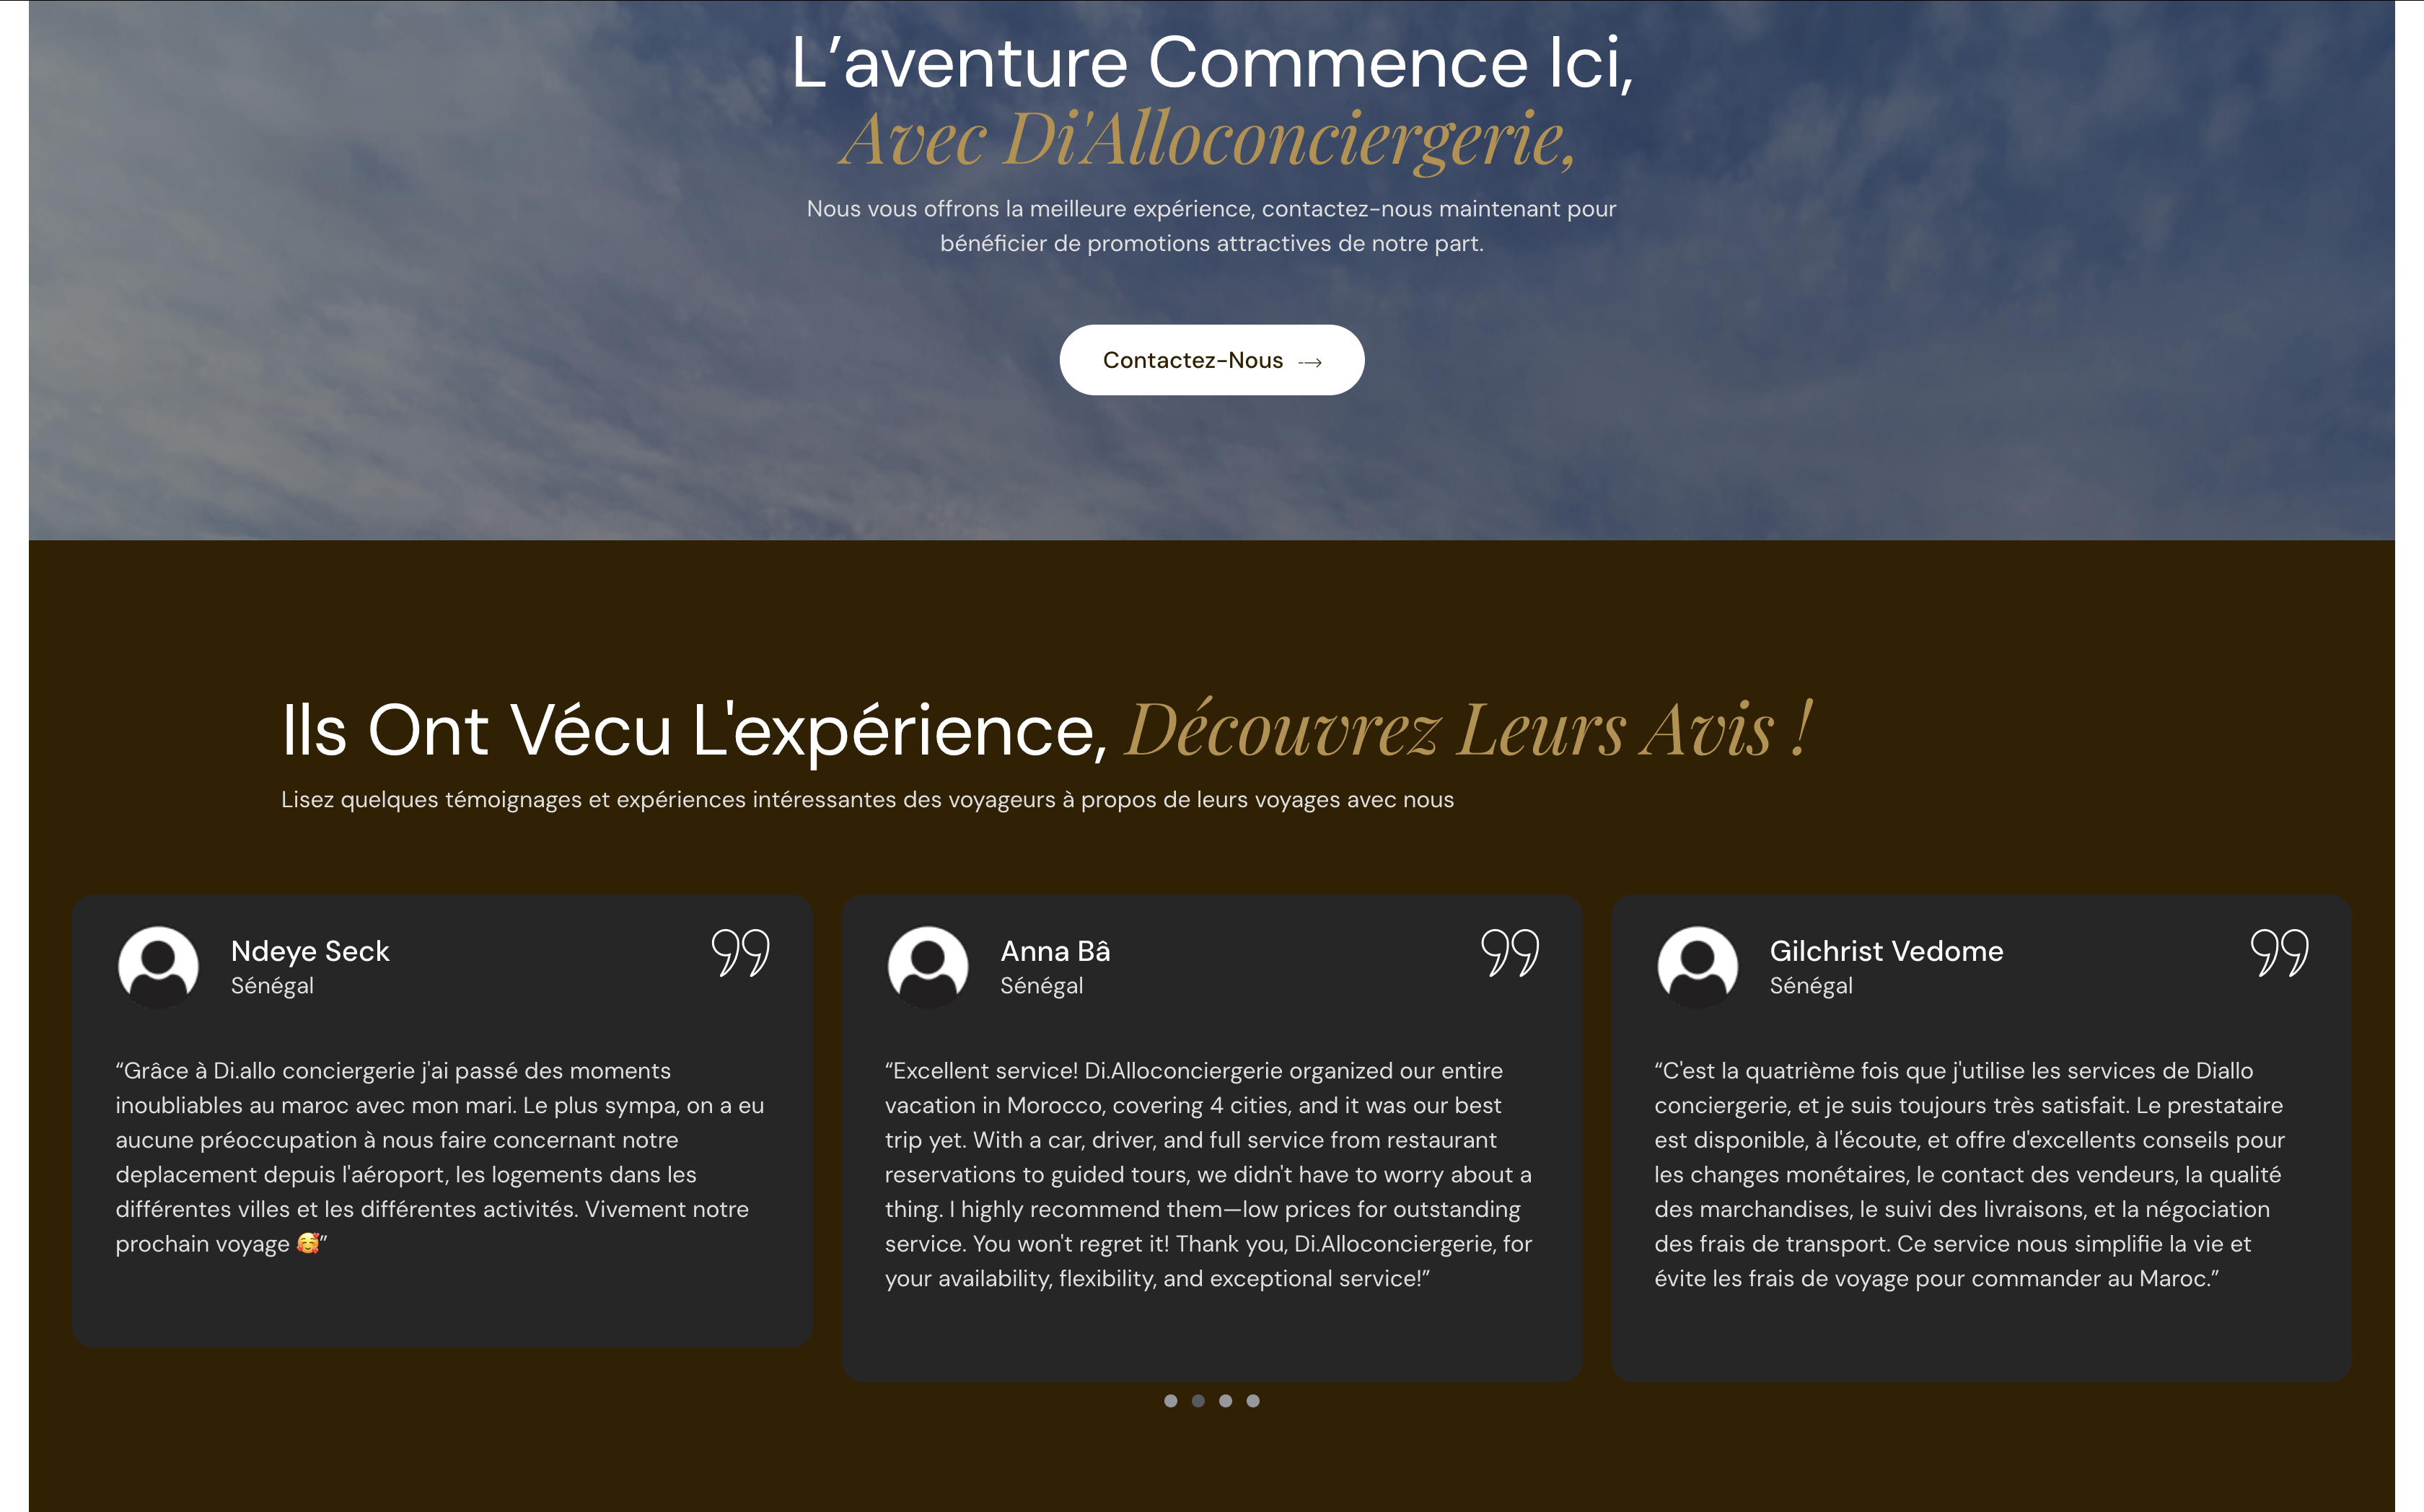 L’aventure Commence Ici,
Avec Di'Alloconciergerie,
Nous vous offrons la meilleure expérience, contactez-nous maintenant pour
bénéficier de promotions attractives de notre part.
Contactez-Nous
Ils Ont Vécu L'expérience, Découvrez Leurs Avis !
Lisez quelques témoignages et expériences intéressantes des voyageurs à propos de leurs voyages avec nous
Ndeye Seck
Sénégal
“Grâce à Di.allo conciergerie j'ai passé des moments
inoubliables au maroc avec mon mari. Le plus sympa, on a eu
aucune préoccupation à nous faire concernant notre
deplacement depuis l'aéroport, les logements dans les
différentes villes et les différentes activités. Vivement notre
prochain voyage 🥰”
Anna Bâ
Sénégal
“Excellent service! Di.Alloconciergerie organized our entire
vacation in Morocco, covering 4 cities, and it was our best
trip yet. With a car, driver, and full service from restaurant
reservations to guided tours, we didn't have to worry about a
thing. I highly recommend them—low prices for outstanding
service. You won't regret it! Thank you, Di.Alloconciergerie, for
your availability, flexibility, and exceptional service!”
Gilchrist Vedome
Sénégal
“C'est la quatrième fois que j'utilise les services de Diallo
conciergerie, et je suis toujours très satisfait. Le prestataire
est disponible, à l'écoute, et offre d'excellents conseils pour
les changes monétaires, le contact des vendeurs, la qualité
des marchandises, le suivi des livraisons, et la négociation
des frais de transport. Ce service nous simplifie la vie et
évite les frais de voyage pour commander au Maroc.”